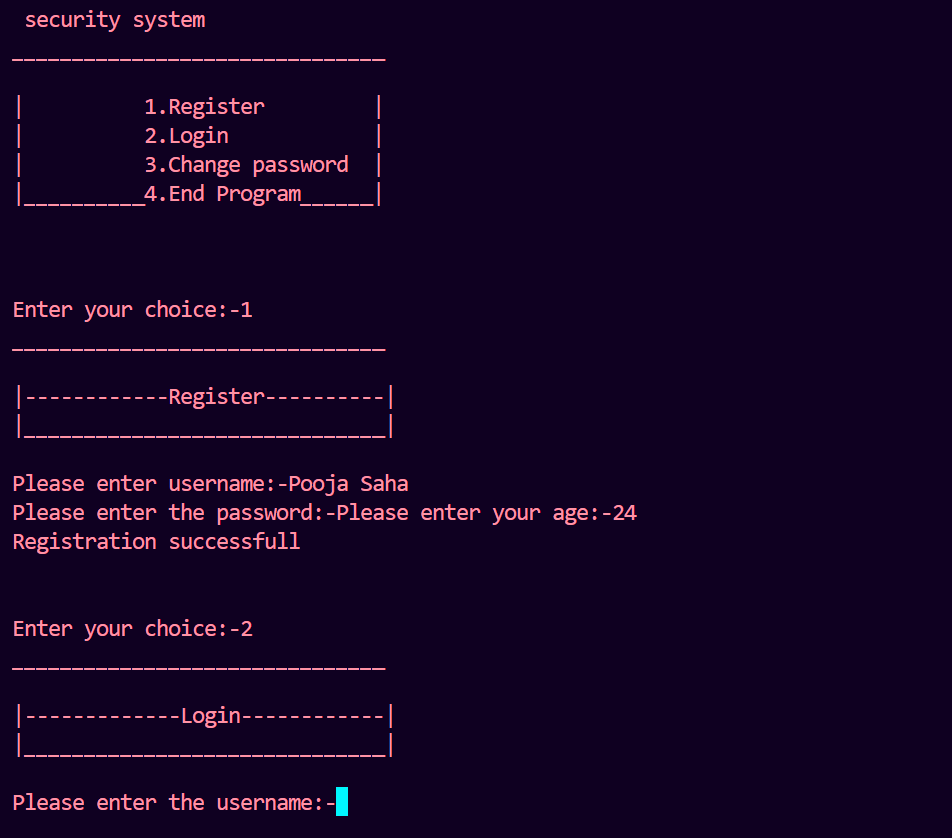 security system
_______________________________
|          1.Register         |
|          2.Login            |
|          3.Change password  |
|__________4.End Program______|
Enter your choice:-1
_______________________________
|------------Register----------|
|______________________________|
Please enter username:-Pooja Saha
Please enter the password:-Please enter your age:-24
Registration successfull
Enter your choice:-2
_______________________________
|-------------Login------------|
|______________________________|
Please enter the username:-